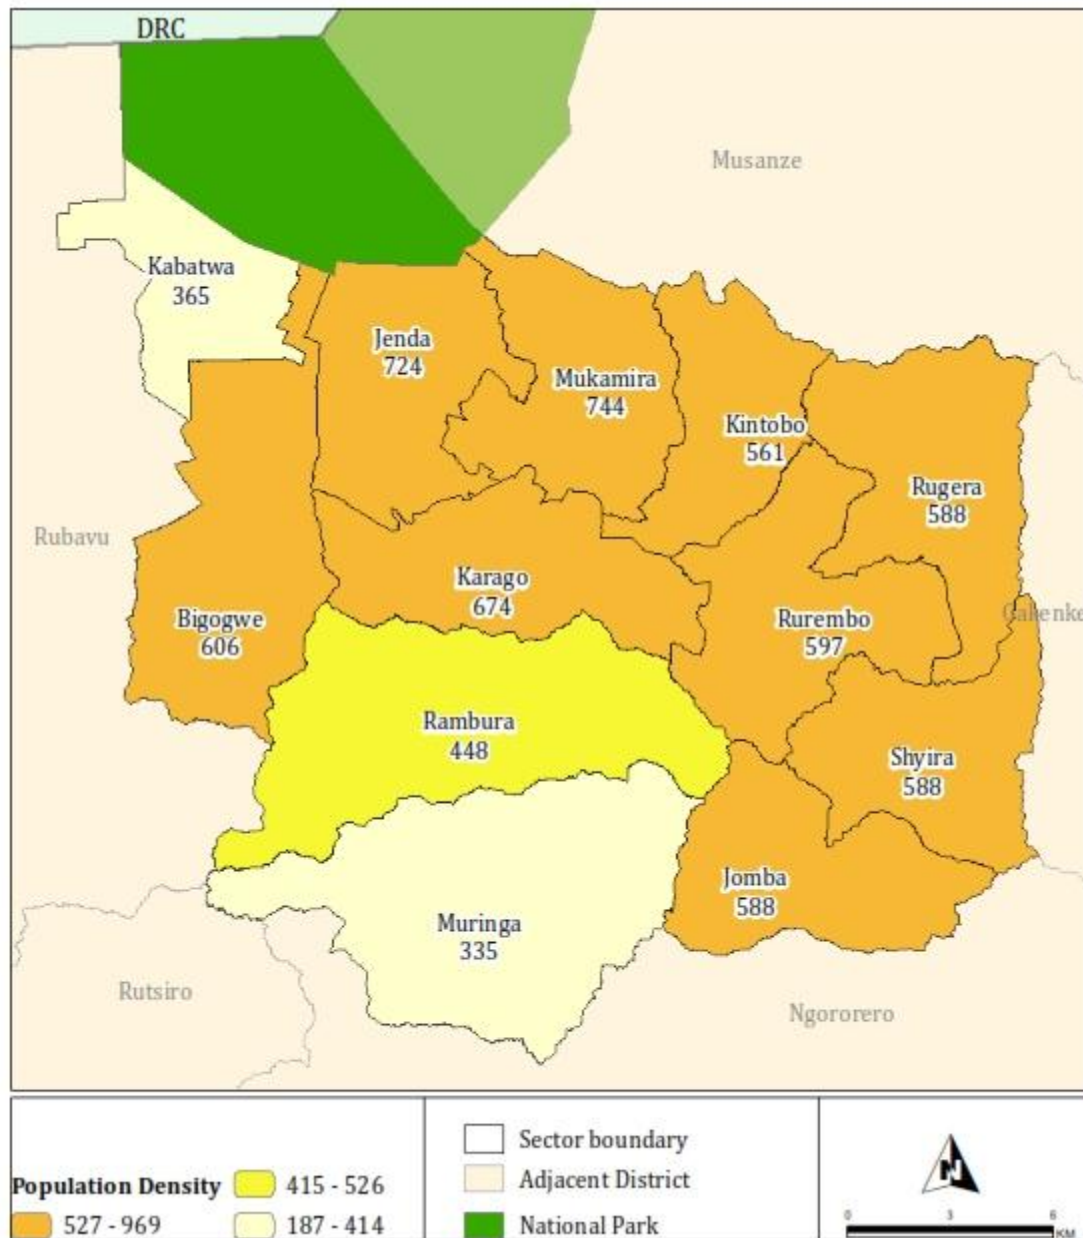 DRC
Musanze
Kabatwa
365
Jenda
724
Mukamira
744
Kintobo
561
Rugera
588
Rubavu
Karago
674
Bigogwe
606
Rurembo
597
Gakenke
Rambura
448
Shyira
588
Jomba
588
Muringa
335
Rutsiro
Ngororero
Population Density
527 - 969
415 - 526
187 - 414
Sector boundary
Adjacent District
National Park
N
0 3 6
KM